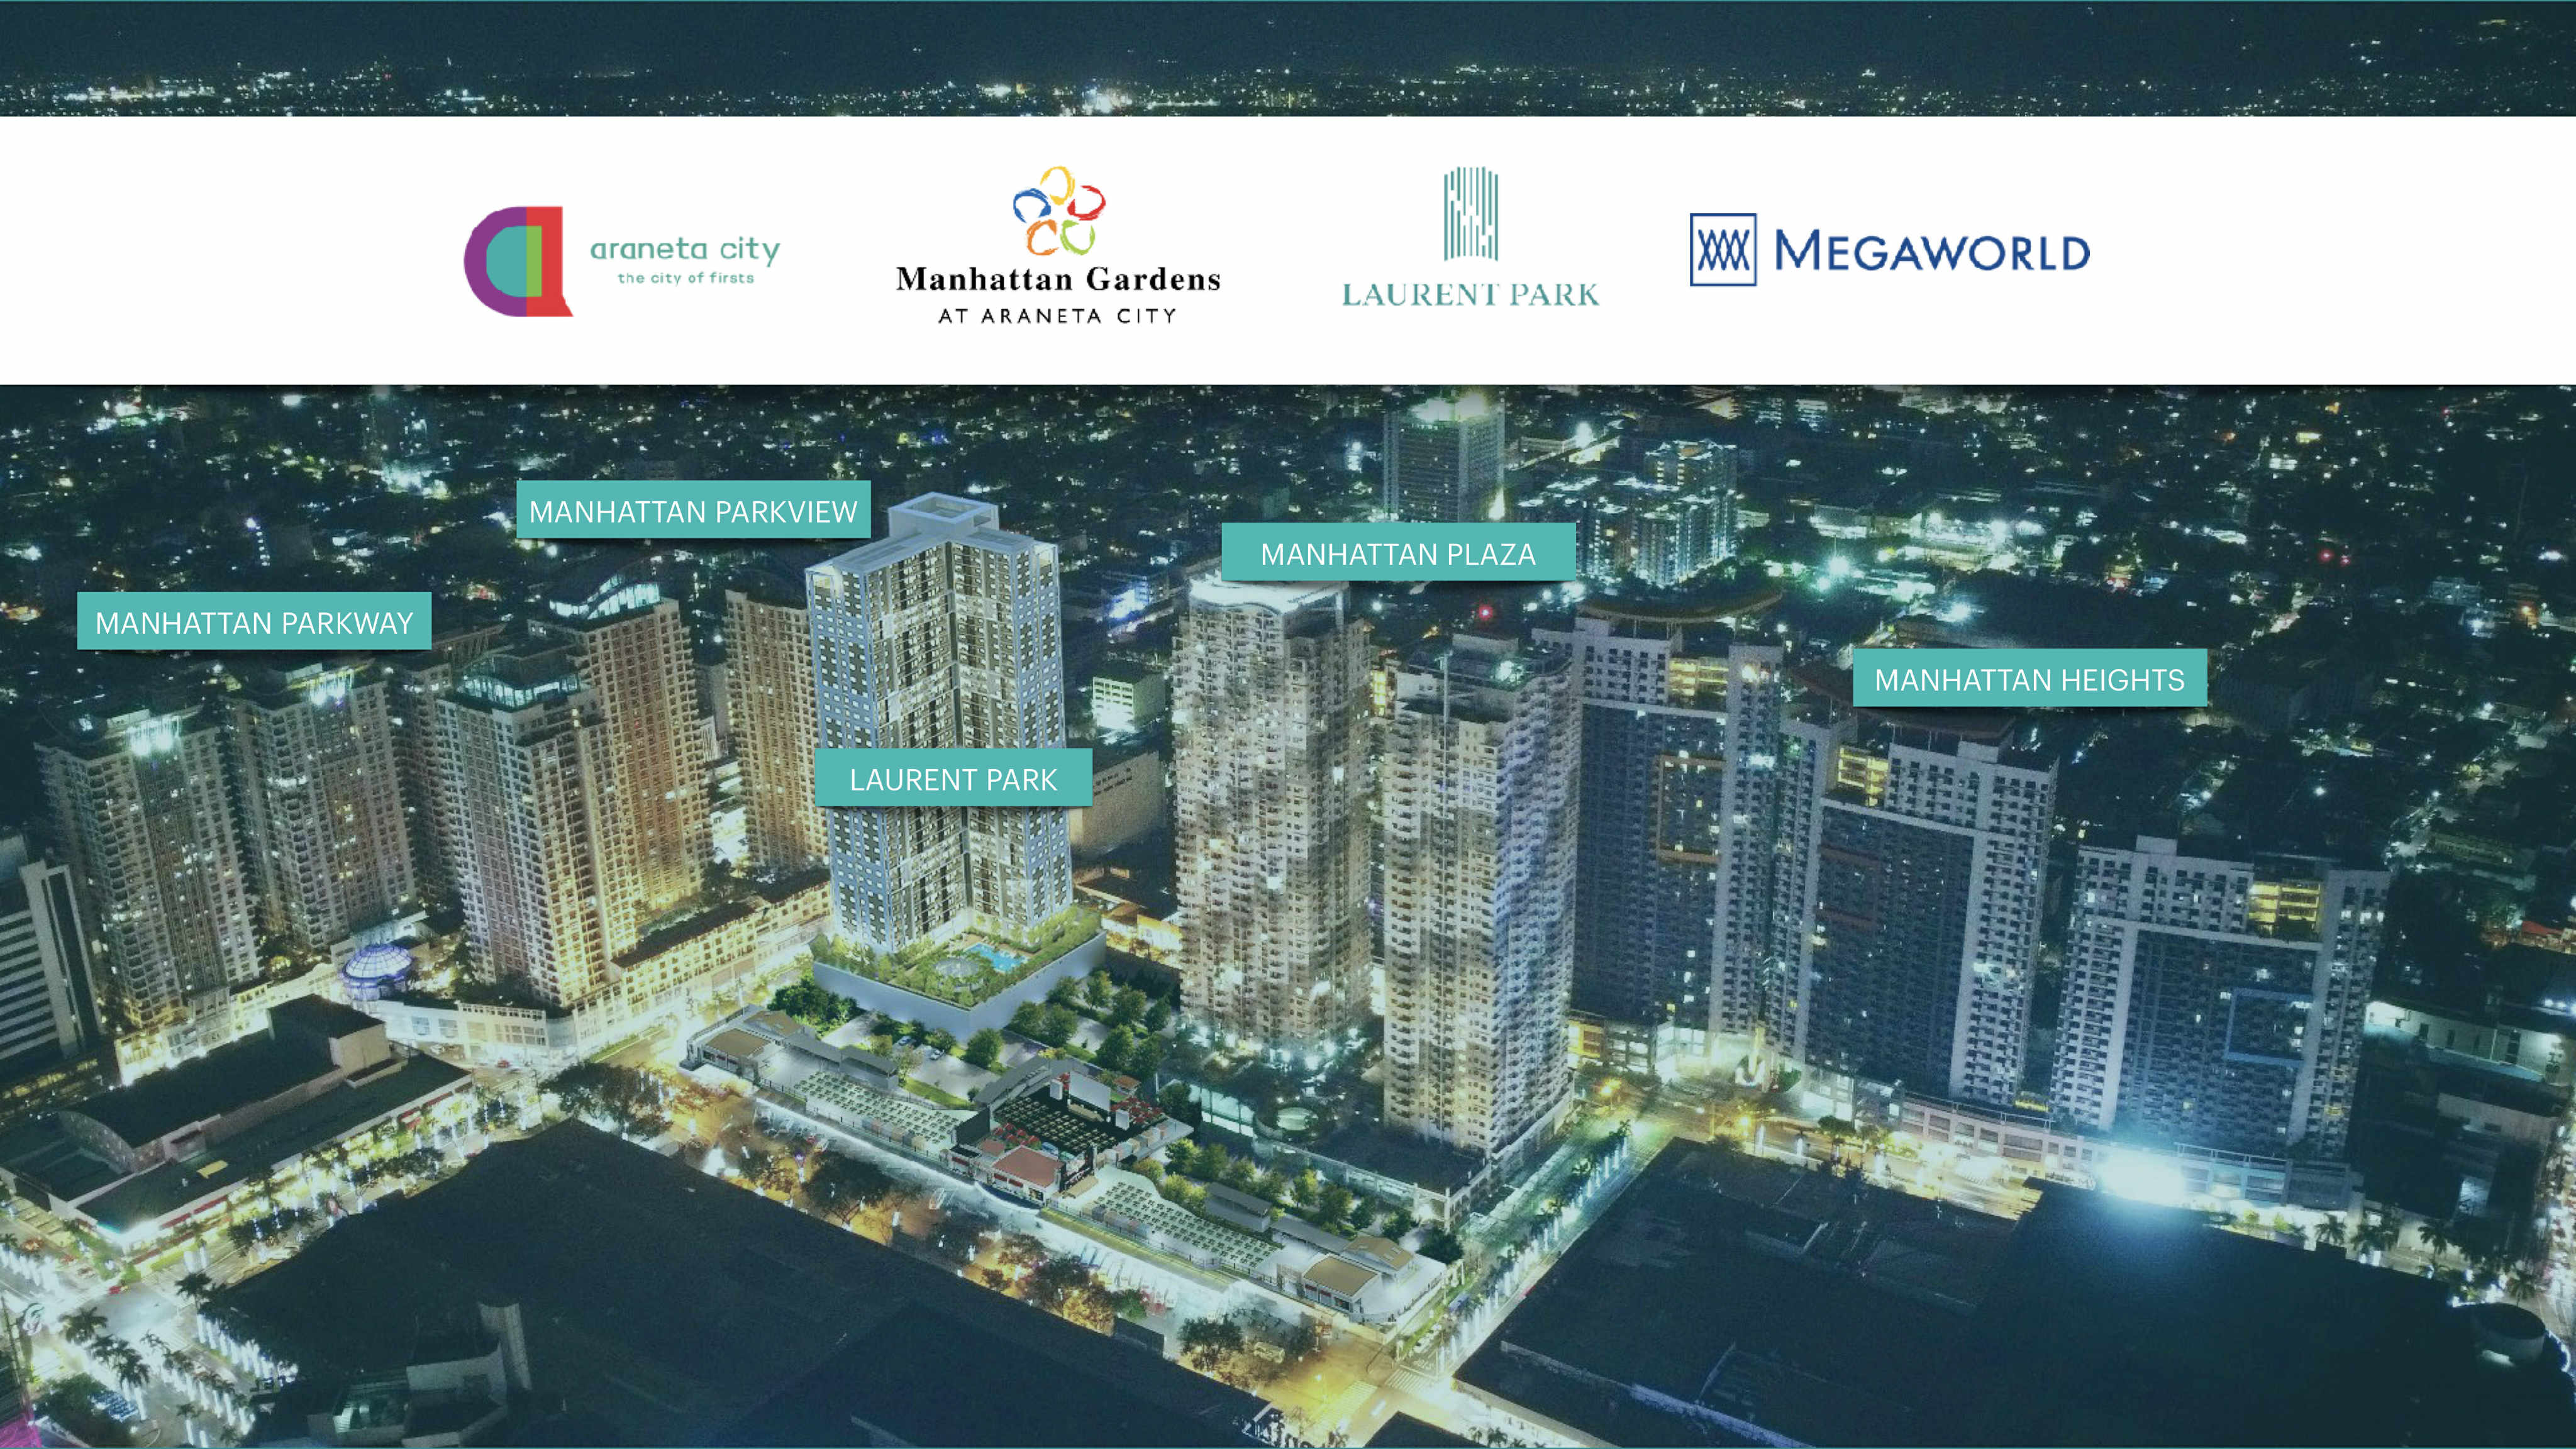 araneta city
the city of firsts
Manhattan Gardens
AT ARANETA CITY
LAURENT PARK
MEGAWORLD
MANHATTAN PARKVIEW
MANHATTAN PLAZA
MANHATTAN PARKWAY
MANHATTAN HEIGHTS
LAURENT PARK